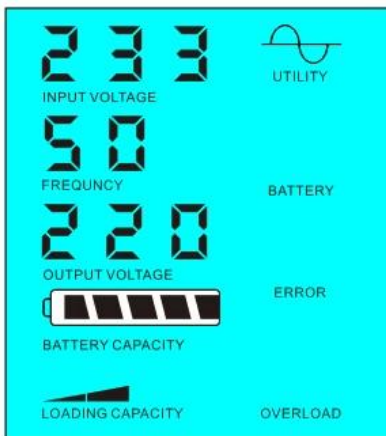 233
UTILITY
INPUT VOLTAGE
50
FREQUNCY
BATTERY
220
OUTPUT VOLTAGE
ERROR
BATTERY CAPACITY
LOADING CAPACITY
OVERLOAD